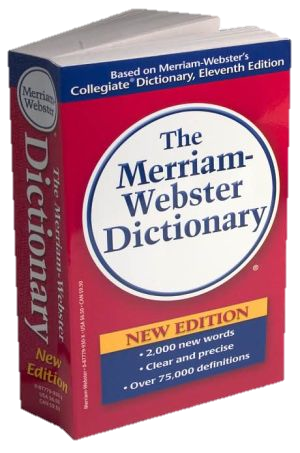 Based on Merriam-Webster's
Collegiate® Dictionary, Eleventh Edition
The
Merriam-
Webster
Dictionary
®
NEW EDITION
• 2,000 new words
• Clear and precise
• Over 75,000 definitions
Merriam-
Webster
The Merriam-Webster
Dictionary
New
Edition